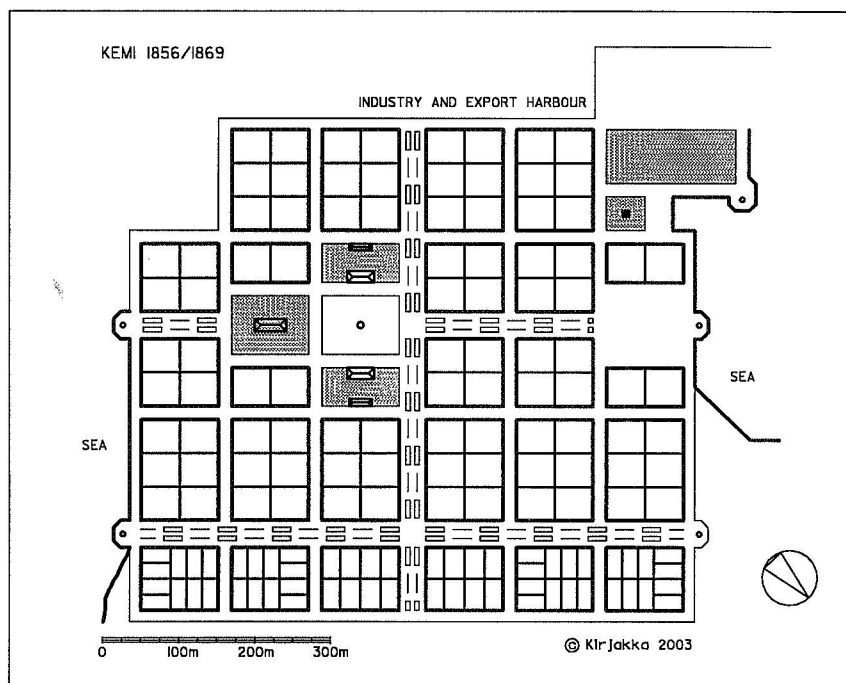 KEMI 1856/1869
INDUSTRY AND EXPORT HARBOUR
SEA
SEA
0 100m 200m 300m
© Kirjakka 2003